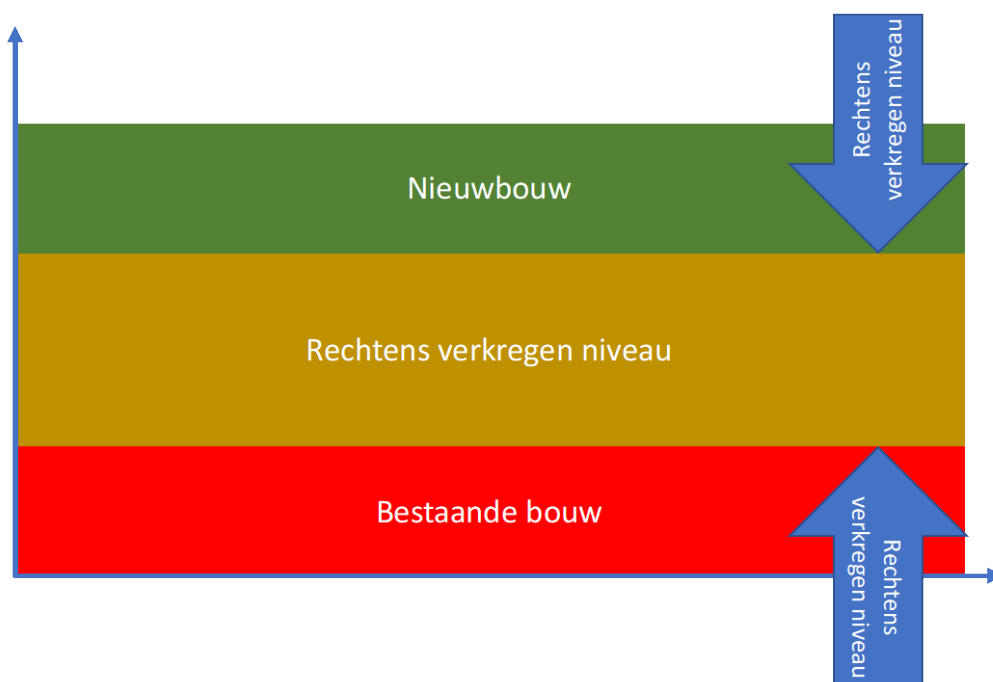 Rechtens
verkregen niveau
Nieuwbouw
Rechtens verkregen niveau
Bestaande bouw
Rechtens
verkregen niveau